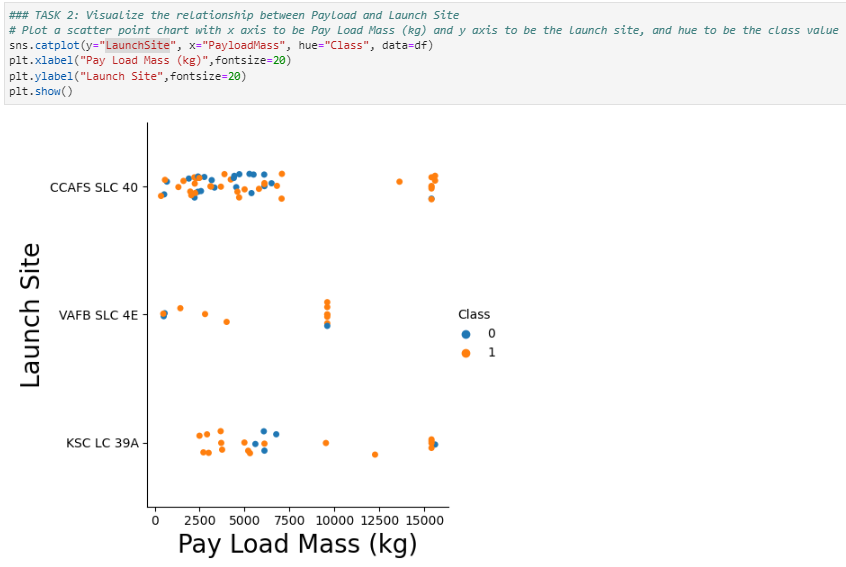 ### TASK 2: Visualize the relationship between Payload and Launch Site
# Plot a scatter point chart with x axis to be Pay Load Mass (kg) and y axis to be the launch site, and hue to be the class value
sns.catplot(y="LaunchSite", x="PayloadMass", hue="Class", data=df)
plt.xlabel("Pay Load Mass (kg)",fontsize=20)
plt.ylabel("Launch Site",fontsize=20)
plt.show()
CCAFS SLC 40
VAFB SLC 4E
KSC LC 39A
Launch Site
Class
0
1
0 2500 5000 7500 10000 12500 15000
Pay Load Mass (kg)